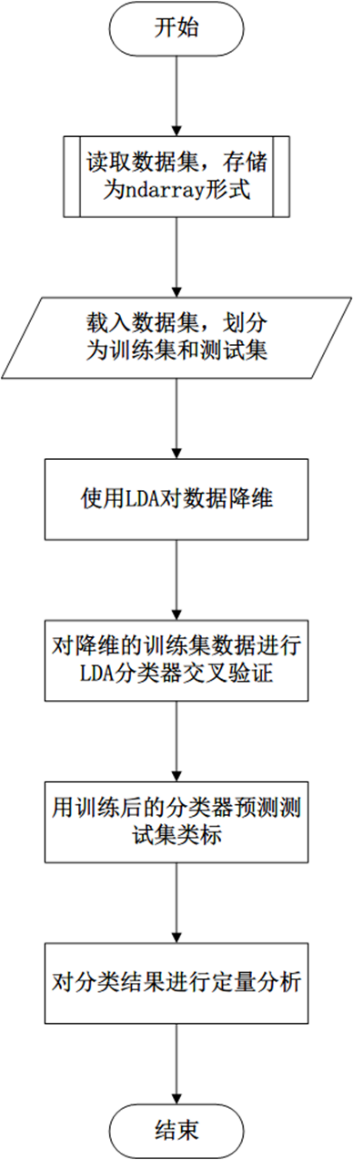 开始
读取数据集，存储
为ndarray形式
载入数据集，划分
为训练集和测试集
使用LDA对数据降维
对降维的训练集数据进行
LDA分类器交叉验证
用训练后的分类器预测测
试集类标
对分类结果进行定量分析
结束